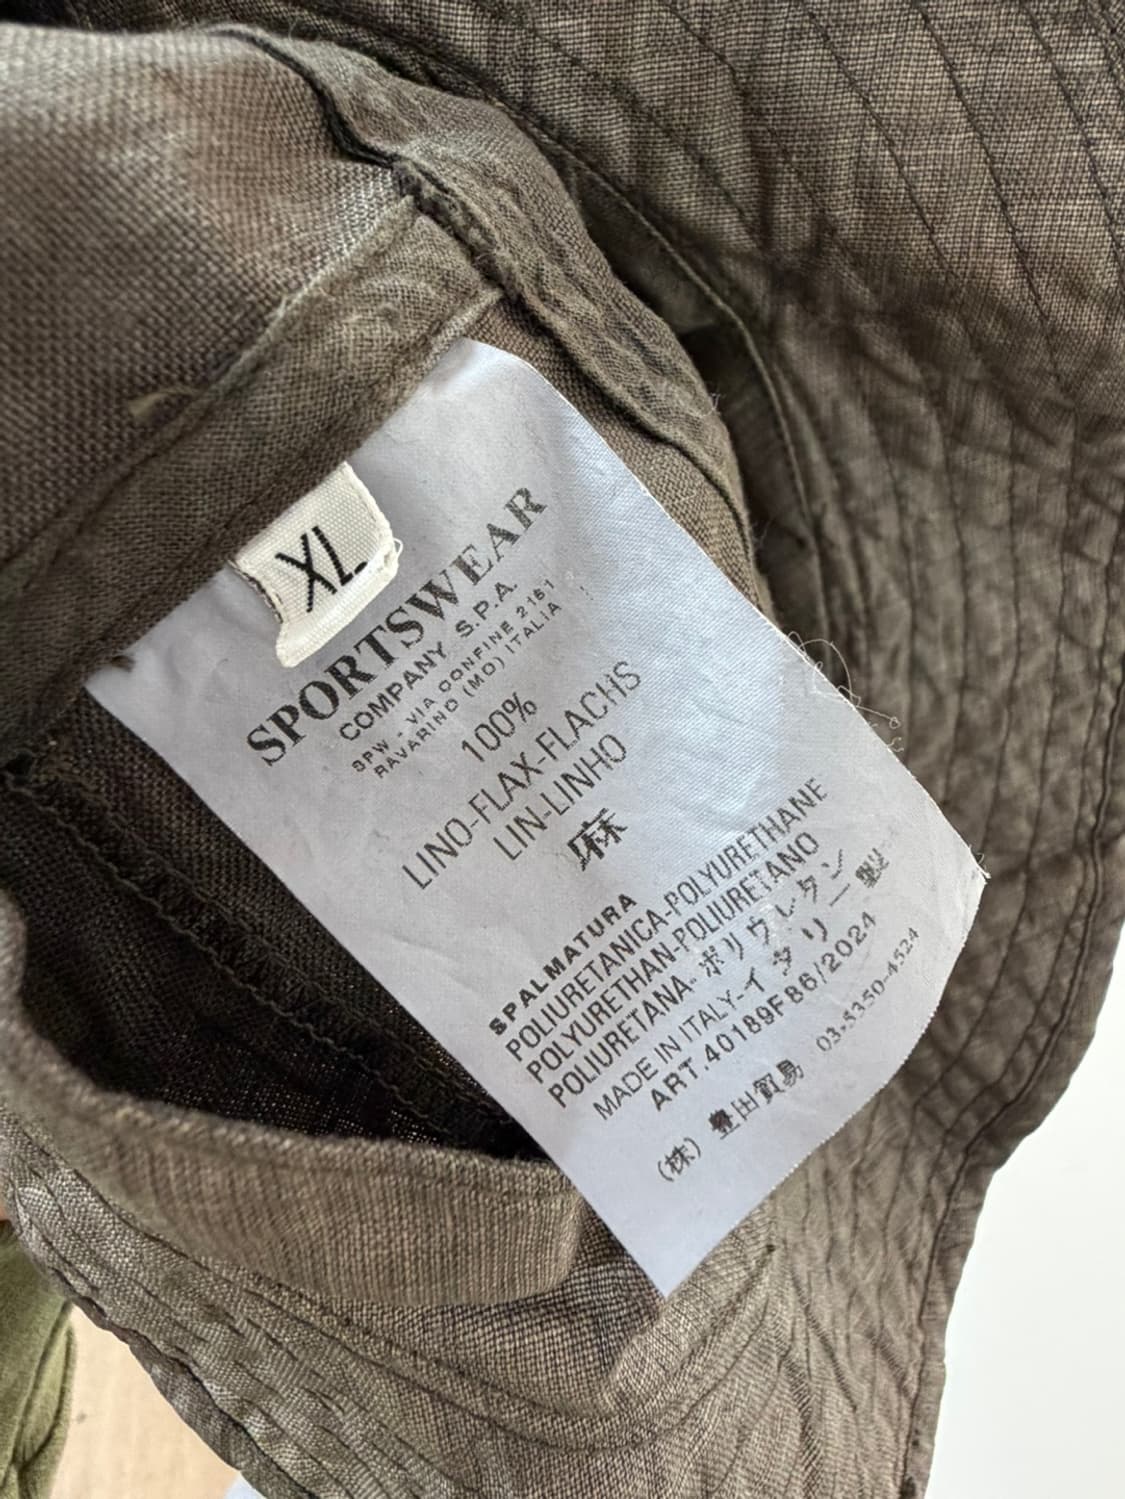 XL
SPORTSWEAR
COMPANY S.P.A.
SPW - VIA CONFINE 2161
RAVARINO (MO) ITALIA
100%
LINO-FLAX-FLACHS
LIN-LINHO
麻
SPALMATURA
POLIURETANICA-POLYURETHANE
POLYURETHAN-POLIURETANO
POLIURETANA-ポリウレタン
MADE IN ITALY-イタリー製
ART.40189F86/2024
(株) 豊田貿易 03-5350-4524